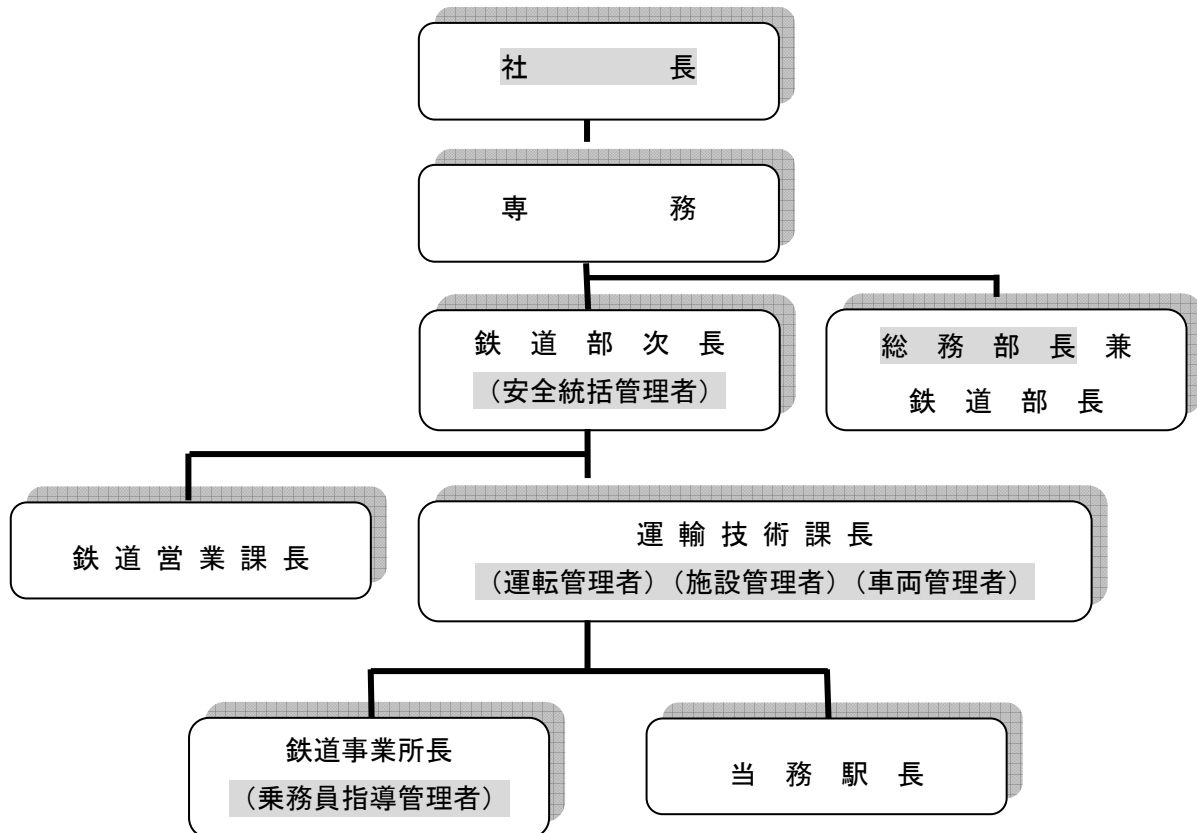 社長
専務
鉄道部次長
（安全統括管理者）
総務部長兼
鉄道部長
鉄道営業課長
運輸技術課長
（運転管理者）（施設管理者）（車両管理者）
鉄道事業所長
（乗務員指導管理者）
当務駅長